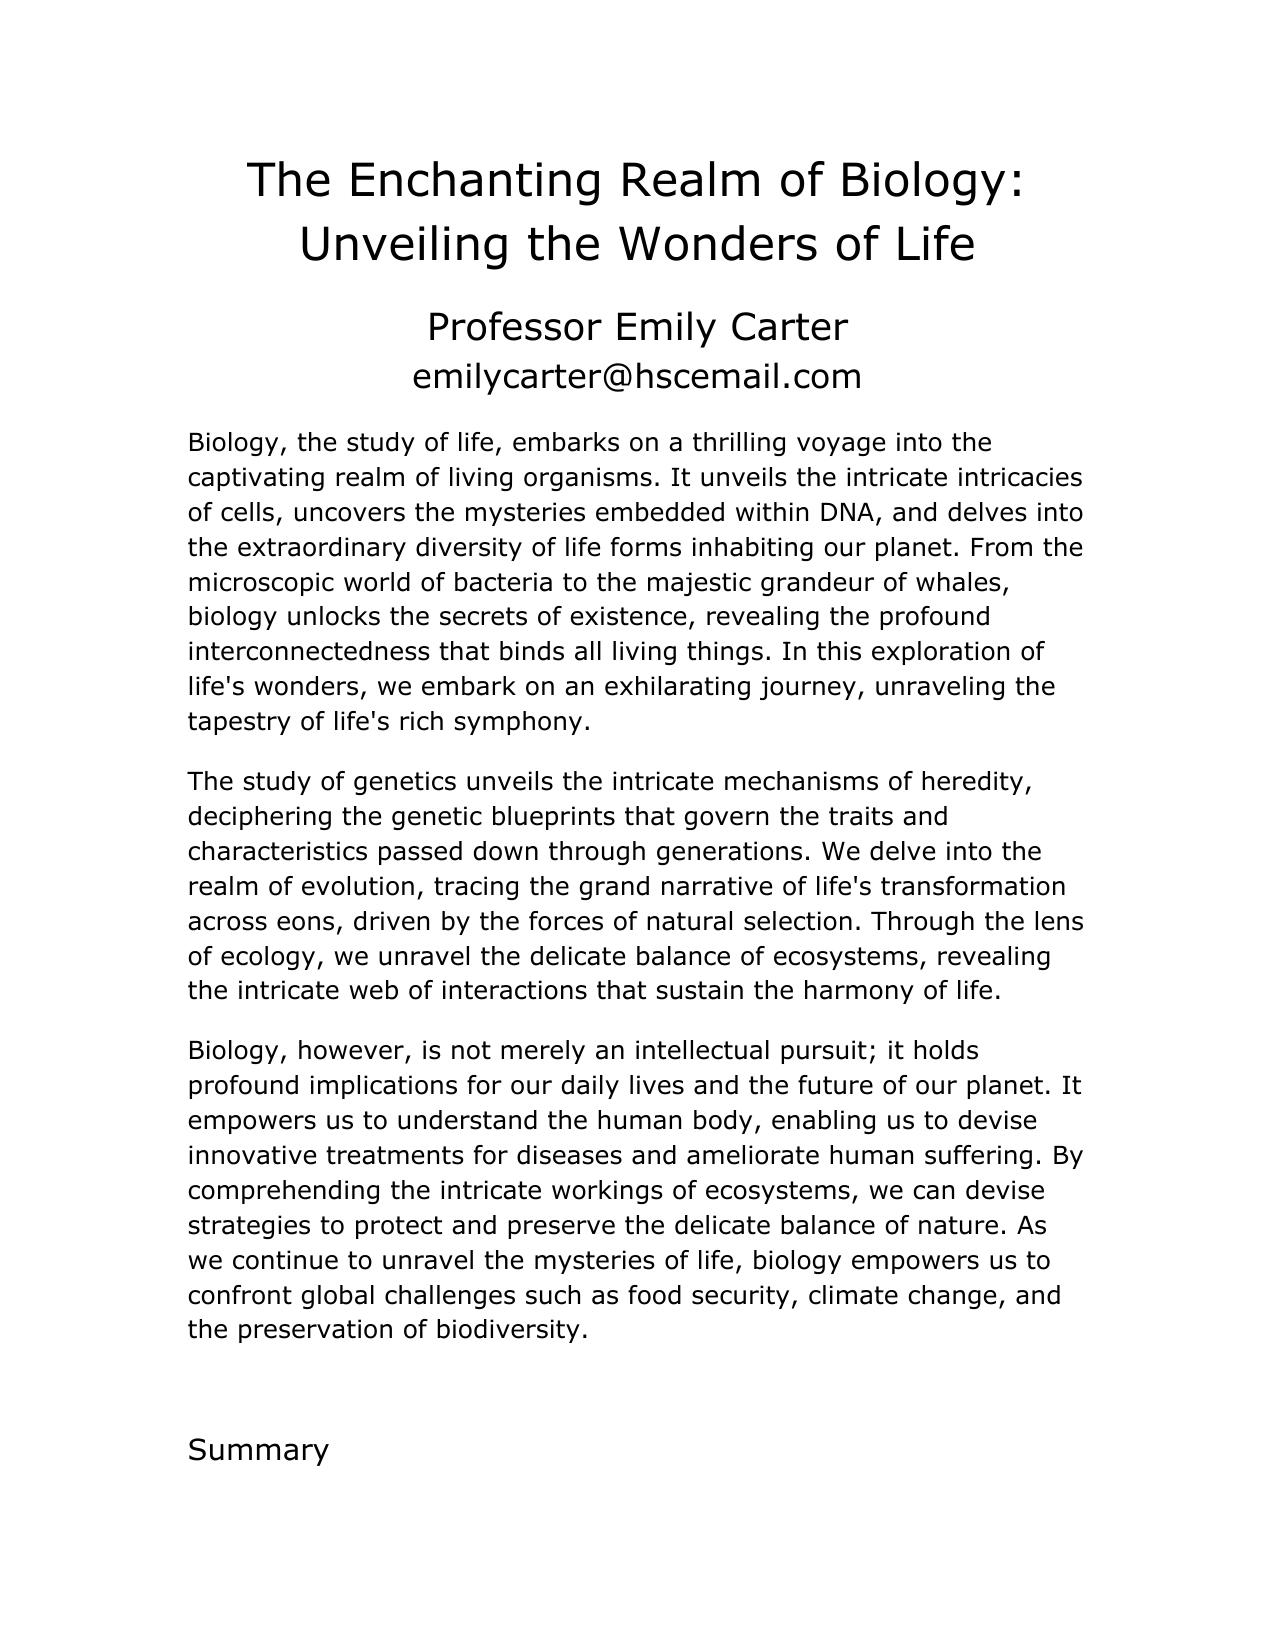 The Enchanting Realm of Biology:
Unveiling the Wonders of Life
Professor Emily Carter
emilycarter@hscemail.com
Biology, the study of life, embarks on a thrilling voyage into the
captivating realm of living organisms. It unveils the intricate intricacies
of cells, uncovers the mysteries embedded within DNA, and delves into
the extraordinary diversity of life forms inhabiting our planet. From the
microscopic world of bacteria to the majestic grandeur of whales,
biology unlocks the secrets of existence, revealing the profound
interconnectedness that binds all living things. In this exploration of
life's wonders, we embark on an exhilarating journey, unraveling the
tapestry of life's rich symphony.
The study of genetics unveils the intricate mechanisms of heredity,
deciphering the genetic blueprints that govern the traits and
characteristics passed down through generations. We delve into the
realm of evolution, tracing the grand narrative of life's transformation
across eons, driven by the forces of natural selection. Through the lens
of ecology, we unravel the delicate balance of ecosystems, revealing
the intricate web of interactions that sustain the harmony of life.
Biology, however, is not merely an intellectual pursuit; it holds
profound implications for our daily lives and the future of our planet. It
empowers us to understand the human body, enabling us to devise
innovative treatments for diseases and ameliorate human suffering. By
comprehending the intricate workings of ecosystems, we can devise
strategies to protect and preserve the delicate balance of nature. As
we continue to unravel the mysteries of life, biology empowers us to
confront global challenges such as food security, climate change, and
the preservation of biodiversity.
Summary